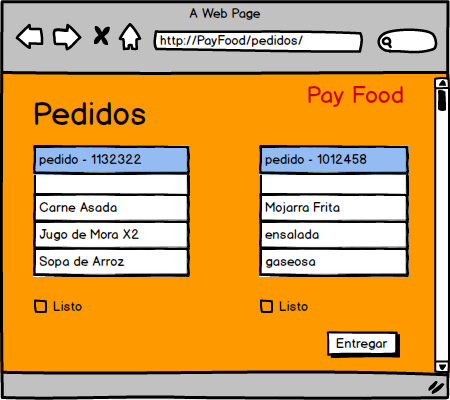 A Web Page
http://PayFood/pedidos/
Pay Food
Pedidos
pedido - 1132322
Carne Asada
Jugo de Mora X2
Sopa de Arroz
Listo
pedido - 1012458
Mojarra Frita
ensalada
gaseosa
Listo
Entregar